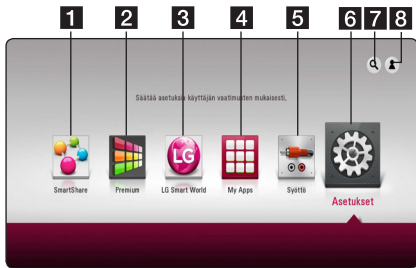 1 2 3 4 5 6 7 8
Säätää asetuksia käyttäjän vaatimusten mukaisesti.
LG
SmartShare Premium LG Smart World My Apps Syöttö
Asetukset